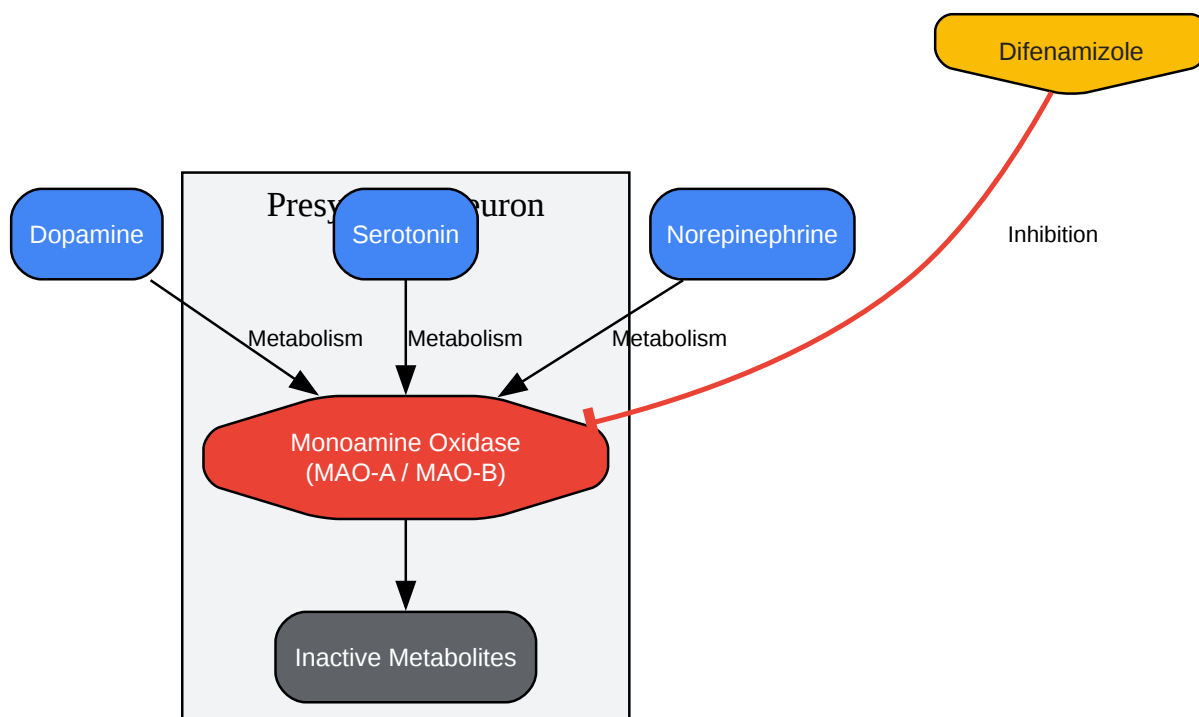 Difenamizole
Dopamine
Serotonin
Norepinephrine
Inhibition
Metabolism
Metabolism
Metabolism
Monoamine Oxidase
(MAO-A / MAO-B)
Inactive Metabolites